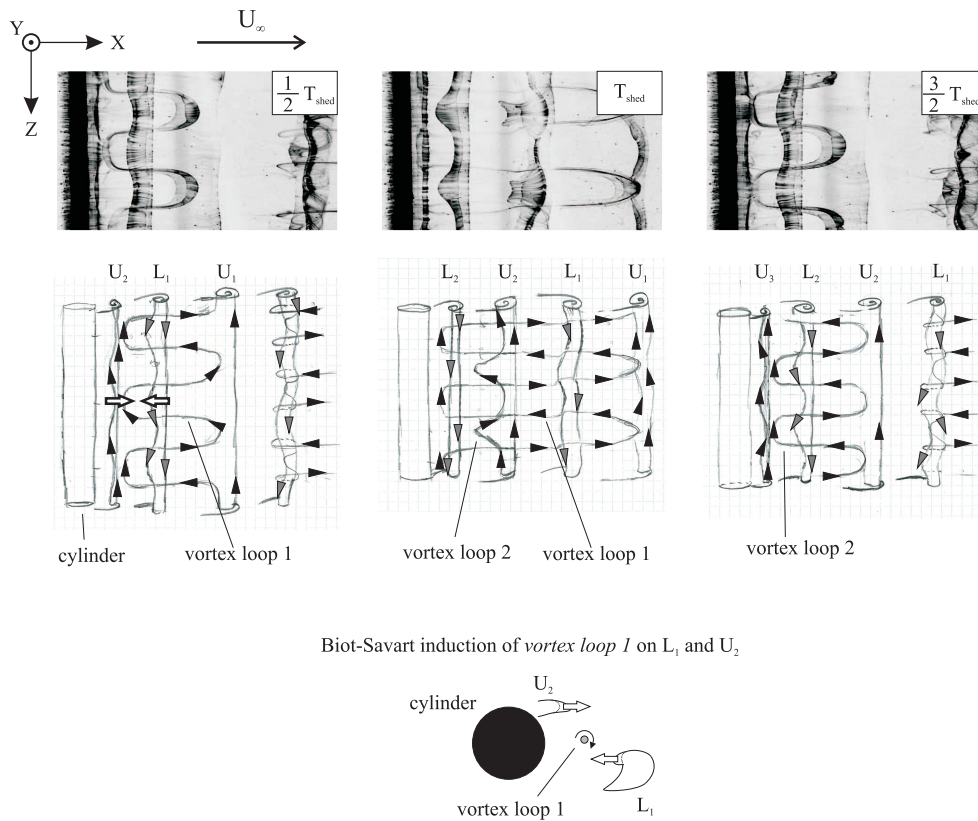 Y
X
Z
U∞
1/2 T_shed
T_shed
3/2 T_shed
U₂ L₁ U₁
L₂ U₂ L₁ U₁
U₃ L₂ U₂ L₁
cylinder
vortex loop 1
vortex loop 2
vortex loop 1
vortex loop 2
Biot-Savart induction of vortex loop 1 on L₁ and U₂
U₂
cylinder
vortex loop 1
L₁